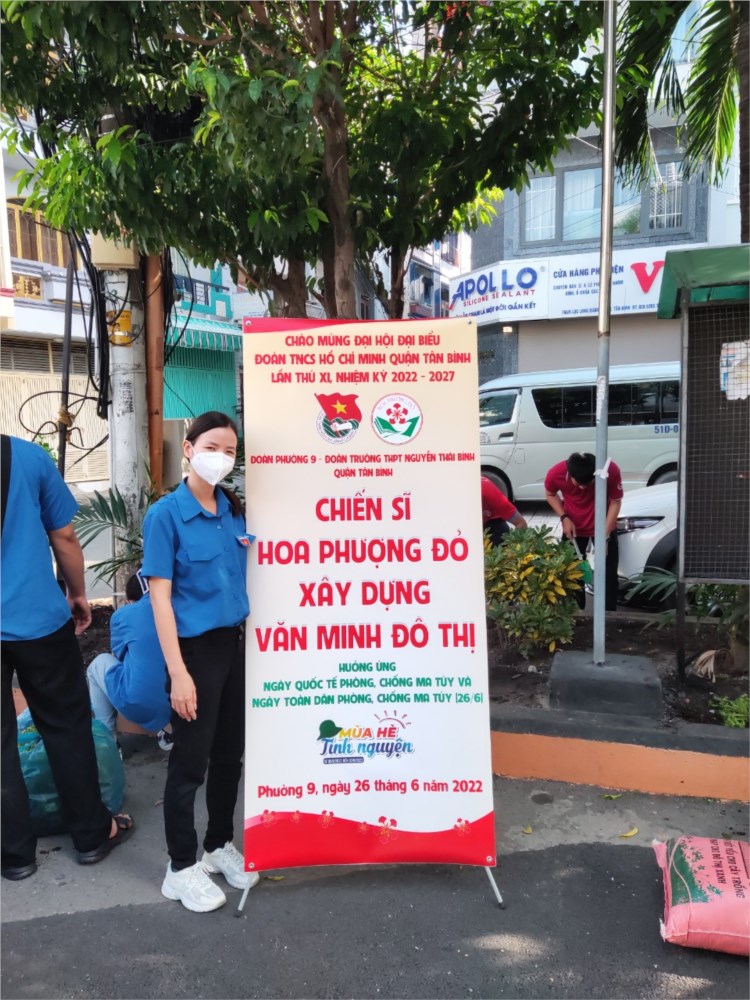 APOLLO
SILICONE SEALANT
CỬA HÀNG
V
51D-0
CHÀO MỪNG ĐẠI HỘI ĐẠI BIỂU
ĐOÀN TNCS HỒ CHÍ MINH QUẬN TÂN BÌNH
LẦN THỨ XI, NHIỆM KỲ 2022 - 2027
ĐOÀN PHƯỜNG 9 - ĐOÀN TRƯỜNG THPT NGUYỄN THÁI BÌNH
QUẬN TÂN BÌNH
CHIẾN SĨ
HOA PHƯỢNG ĐỎ
XÂY DỰNG
VĂN MINH ĐÔ THỊ
HƯỞNG ỨNG
NGÀY QUỐC TẾ PHÒNG, CHỐNG MA TÚY VÀ
NGÀY TOÀN DÂN PHÒNG, CHỐNG MA TÚY (26/6)
MÙA HÈ
Tình nguyện
Phường 9, ngày 26 tháng 6 năm 2022